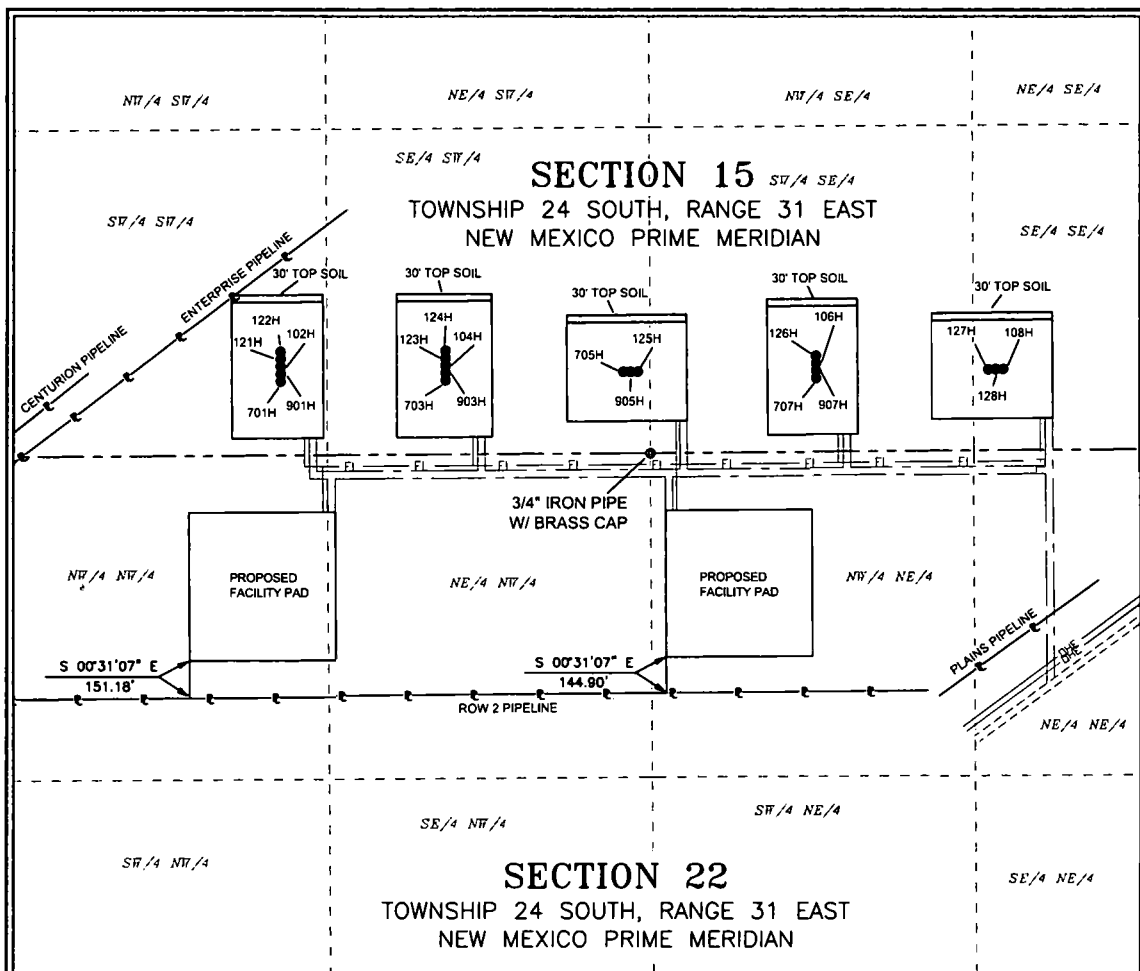 NW/4 SW/4
NE/4 SW/4
NW/4 SE/4
NE/4 SE/4
SE/4 SW/4
SECTION 15
SW/4 SE/4
TOWNSHIP 24 SOUTH, RANGE 31 EAST
NEW MEXICO PRIME MERIDIAN
SW/4 SW/4
SE/4 SE/4
ENTERPRISE PIPELINE
CENTURION PIPELINE
30' TOP SOIL
122H
102H
121H
701H
901H
30' TOP SOIL
124H
123H
104H
703H
903H
30' TOP SOIL
705H
125H
905H
30' TOP SOIL
106H
126H
707H
907H
30' TOP SOIL
127H
108H
128H
FL
FL
FL
FL
FL
FL
FL
FL
FL
3/4" IRON PIPE
W/ BRASS CAP
NW/4 NW/4
PROPOSED
FACILITY PAD
NE/4 NW/4
PROPOSED
FACILITY PAD
NW/4 NE/4
PLAINS PIPELINE
OHE
OHE
S 00°31'07" E
151.18'
S 00°31'07" E
144.90'
ROW 2 PIPELINE
NE/4 NE/4
SE/4 NW/4
SW/4 NE/4
SW/4 NW/4
SE/4 NE/4
SECTION 22
TOWNSHIP 24 SOUTH, RANGE 31 EAST
NEW MEXICO PRIME MERIDIAN